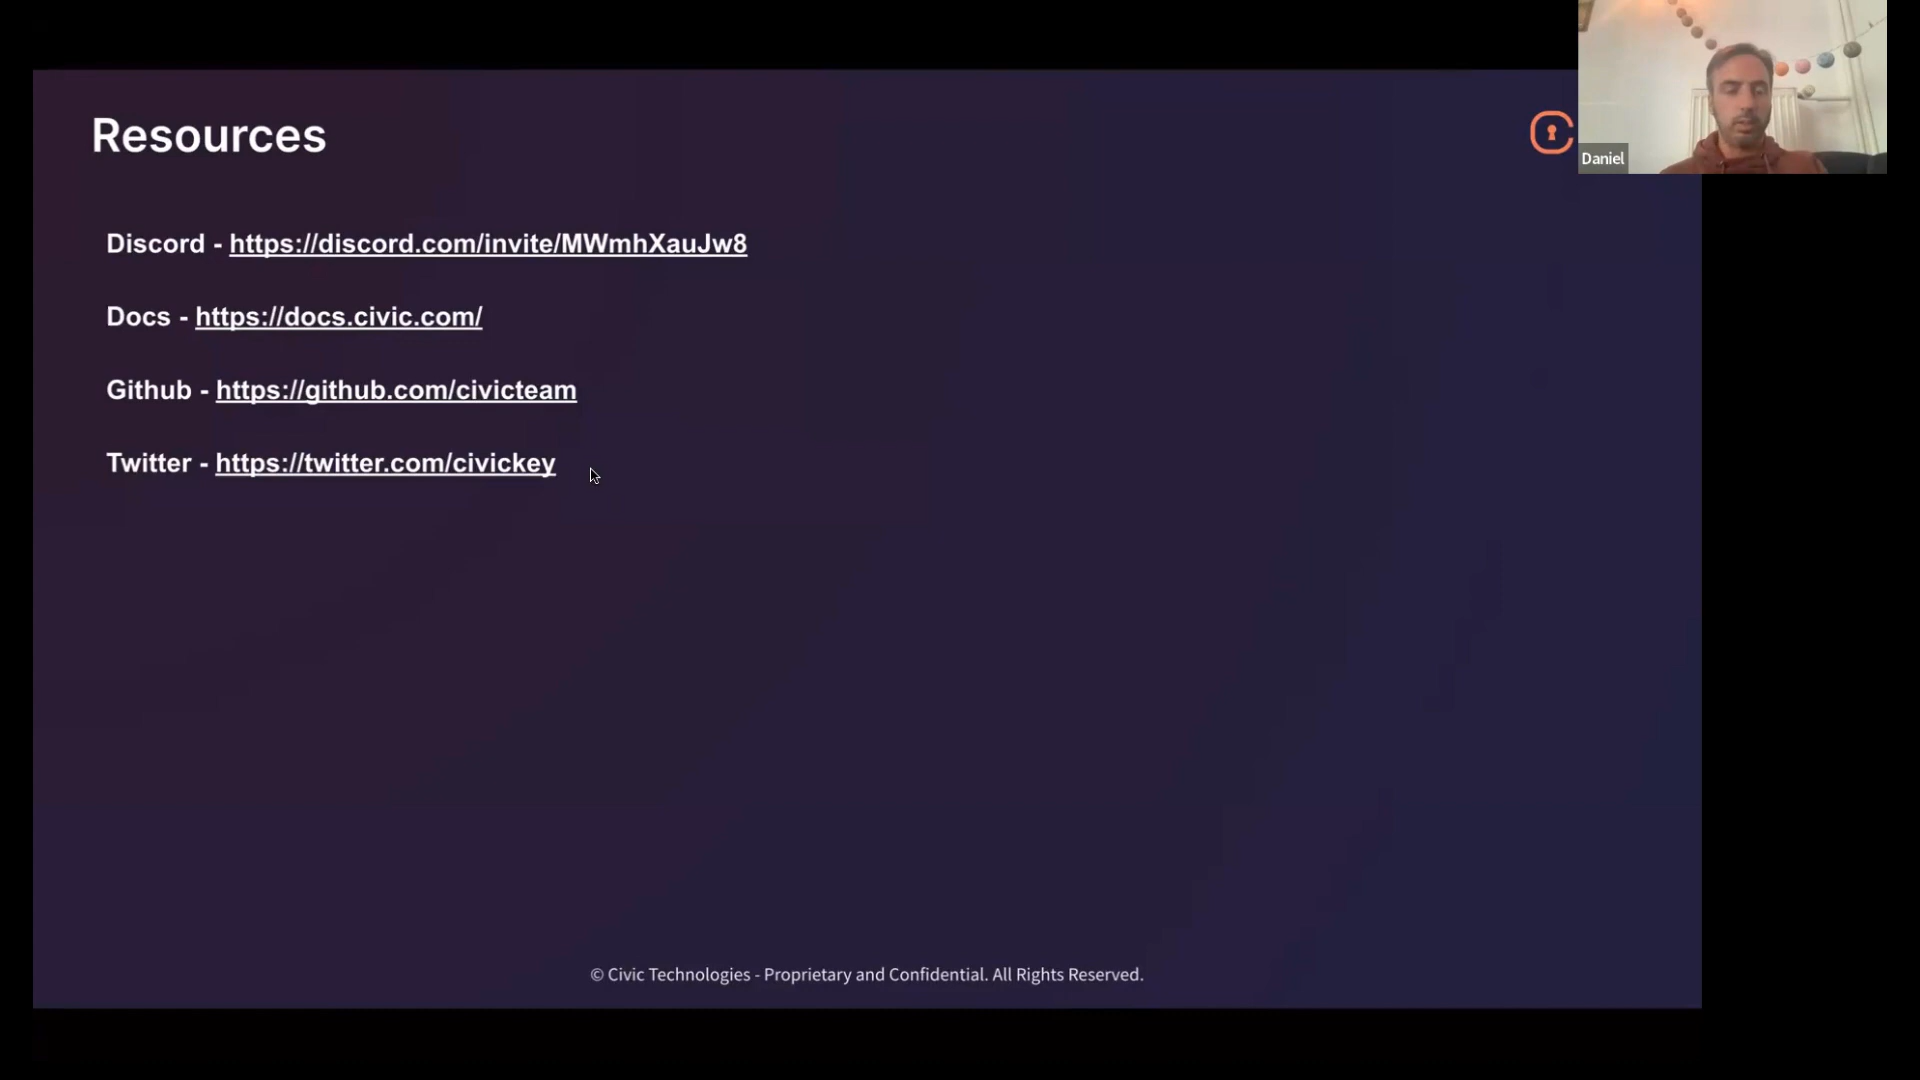 Resources
Discord - https://discord.com/invite/MWmhXauJw8
Docs - https://docs.civic.com/
Github - https://github.com/civicteam
Twitter - https://twitter.com/civickey
© Civic Technologies - Proprietary and Confidential. All Rights Reserved.
Daniel